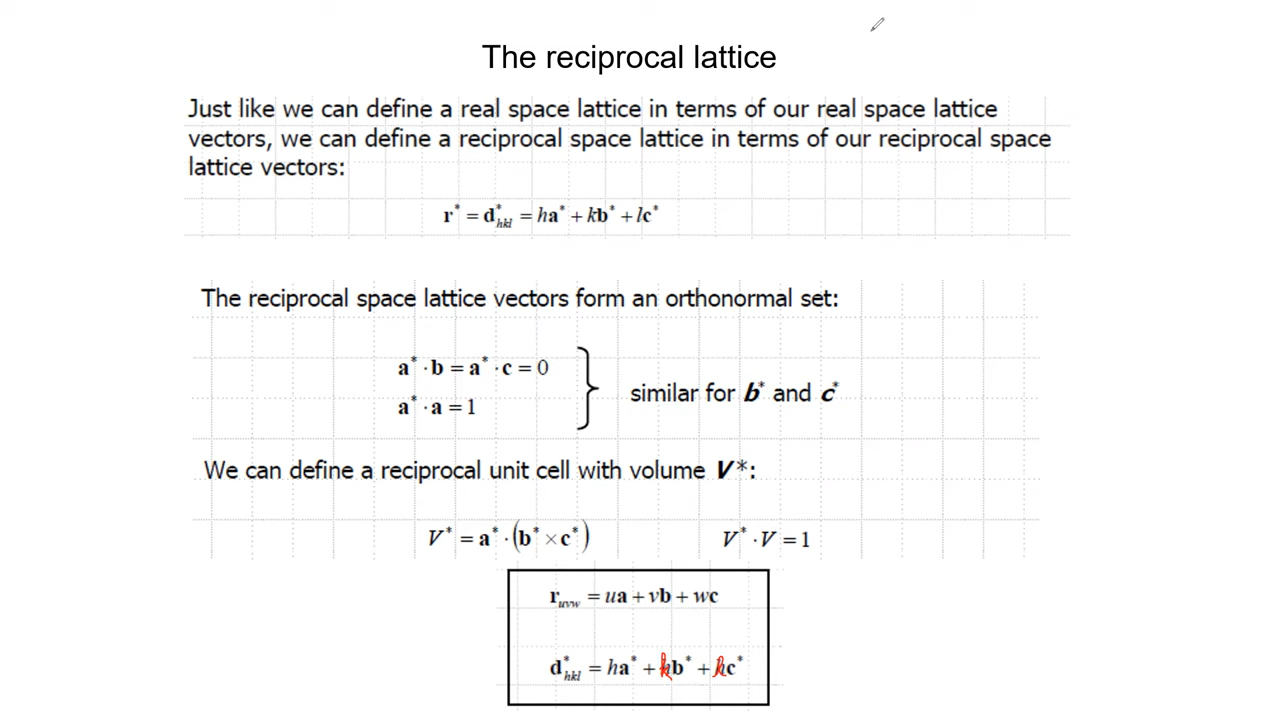 The reciprocal lattice
Just like we can define a real space lattice in terms of our real space lattice
vectors, we can define a reciprocal space lattice in terms of our reciprocal space
lattice vectors:
r* = d*hkl = ha* + kb* + lc*
The reciprocal space lattice vectors form an orthonormal set:
a* · b = a* · c = 0
a* · a = 1
similar for b* and c*
We can define a reciprocal unit cell with volume V*:
V* = a* · (b* × c*) V* · V = 1
r_uvw = ua + vb + wc
d*hkl = ha* + kb* + c*